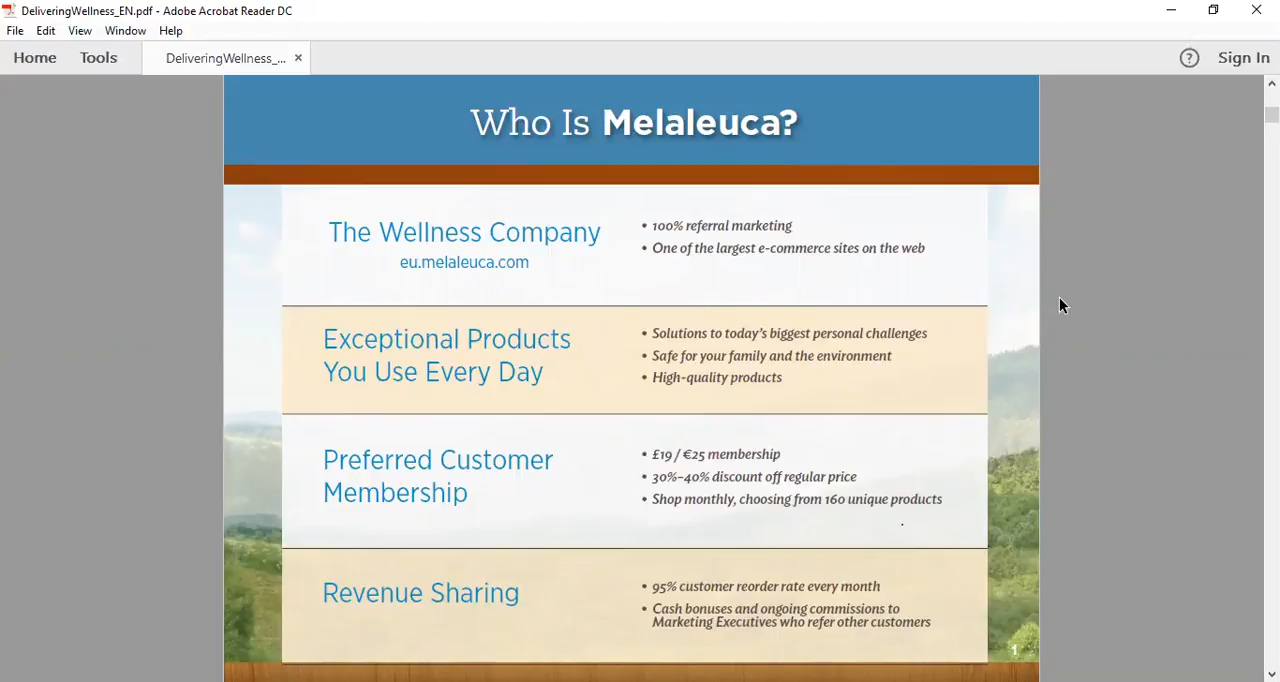 DeliveringWellness_EN.pdf - Adobe Acrobat Reader DC
File Edit View Window Help
Home Tools DeliveringWellness_... × ? Sign In
Who Is Melaleuca?
The Wellness Company
eu.melaleuca.com
• 100% referral marketing
• One of the largest e-commerce sites on the web
Exceptional Products
You Use Every Day
• Solutions to today's biggest personal challenges
• Safe for your family and the environment
• High-quality products
Preferred Customer
Membership
• £19 / €25 membership
• 30%–40% discount off regular price
• Shop monthly, choosing from 160 unique products
.
Revenue Sharing
• 95% customer reorder rate every month
• Cash bonuses and ongoing commissions to
Marketing Executives who refer other customers
1